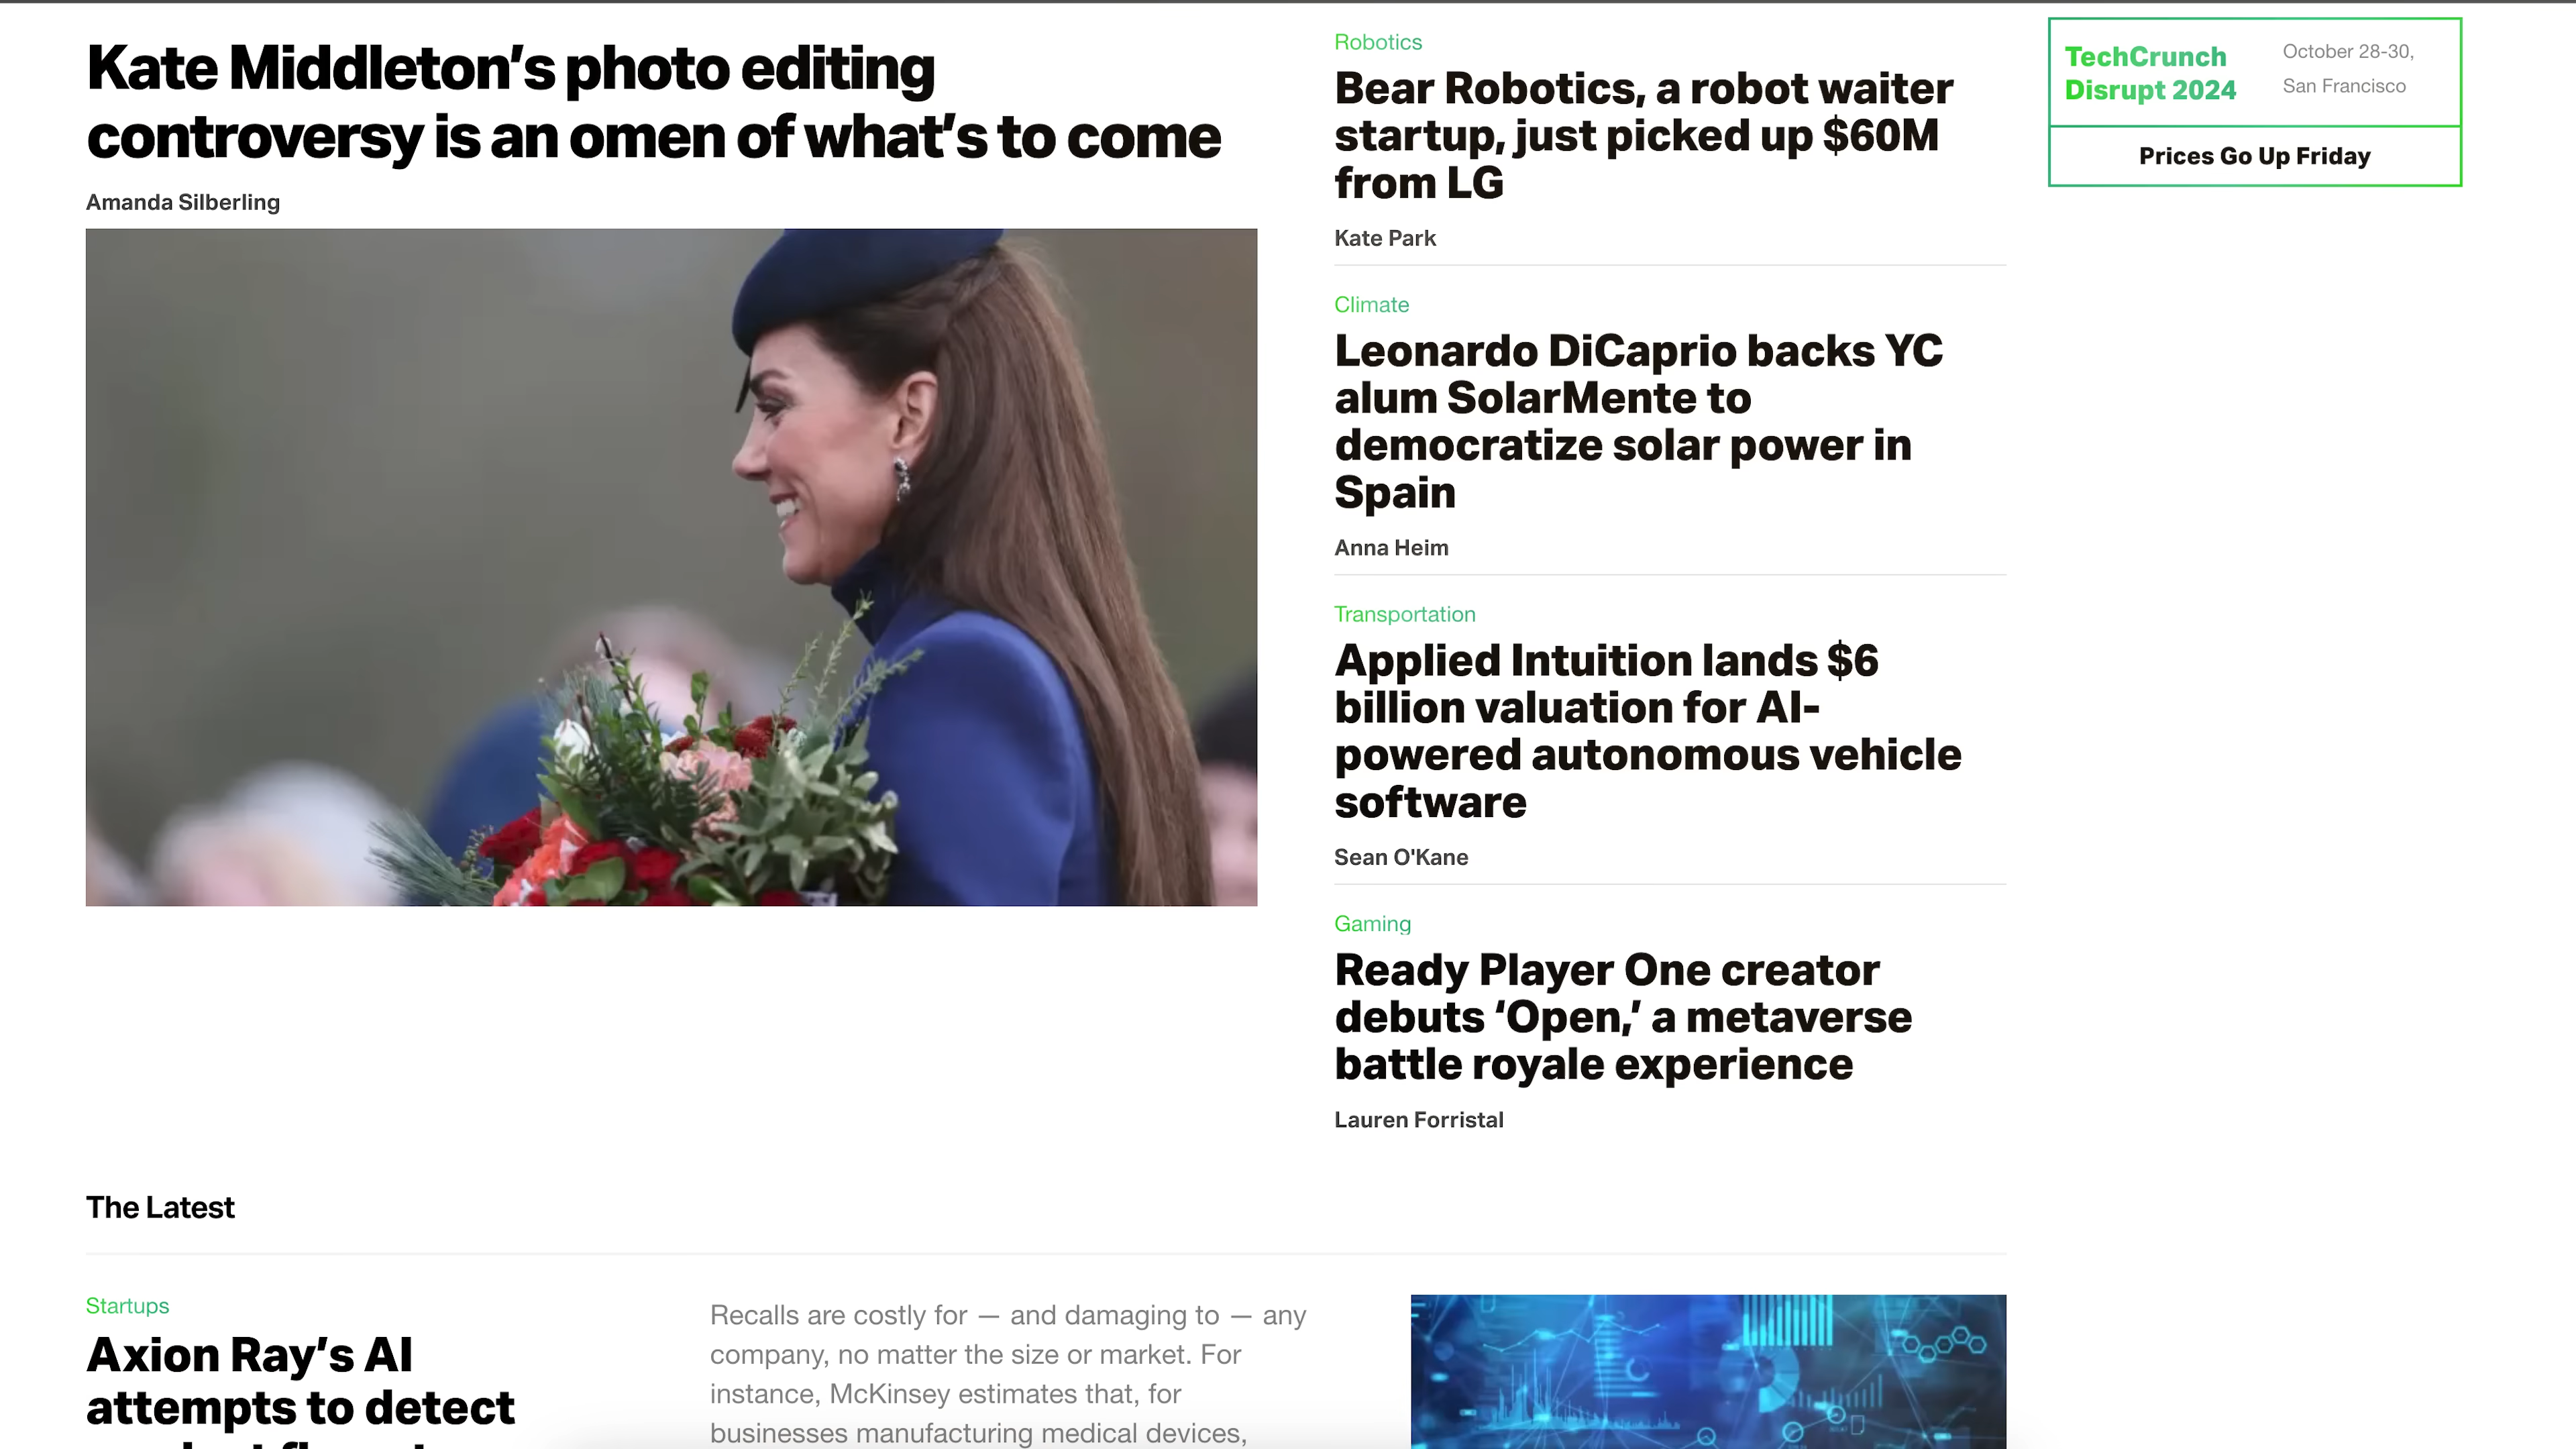 Kate Middleton’s photo editing
controversy is an omen of what’s to come
Amanda Silberling
Robotics
Bear Robotics, a robot waiter
startup, just picked up $60M
from LG
Kate Park
Climate
Leonardo DiCaprio backs YC
alum SolarMente to
democratize solar power in
Spain
Anna Heim
Transportation
Applied Intuition lands $6
billion valuation for AI-
powered autonomous vehicle
software
Sean O'Kane
Gaming
Ready Player One creator
debuts ‘Open,’ a metaverse
battle royale experience
Lauren Forristal
TechCrunch
Disrupt 2024
October 28-30,
San Francisco
Prices Go Up Friday
The Latest
Startups
Axion Ray’s AI
attempts to detect
Recalls are costly for — and damaging to — any
company, no matter the size or market. For
instance, McKinsey estimates that, for
businesses manufacturing medical devices,